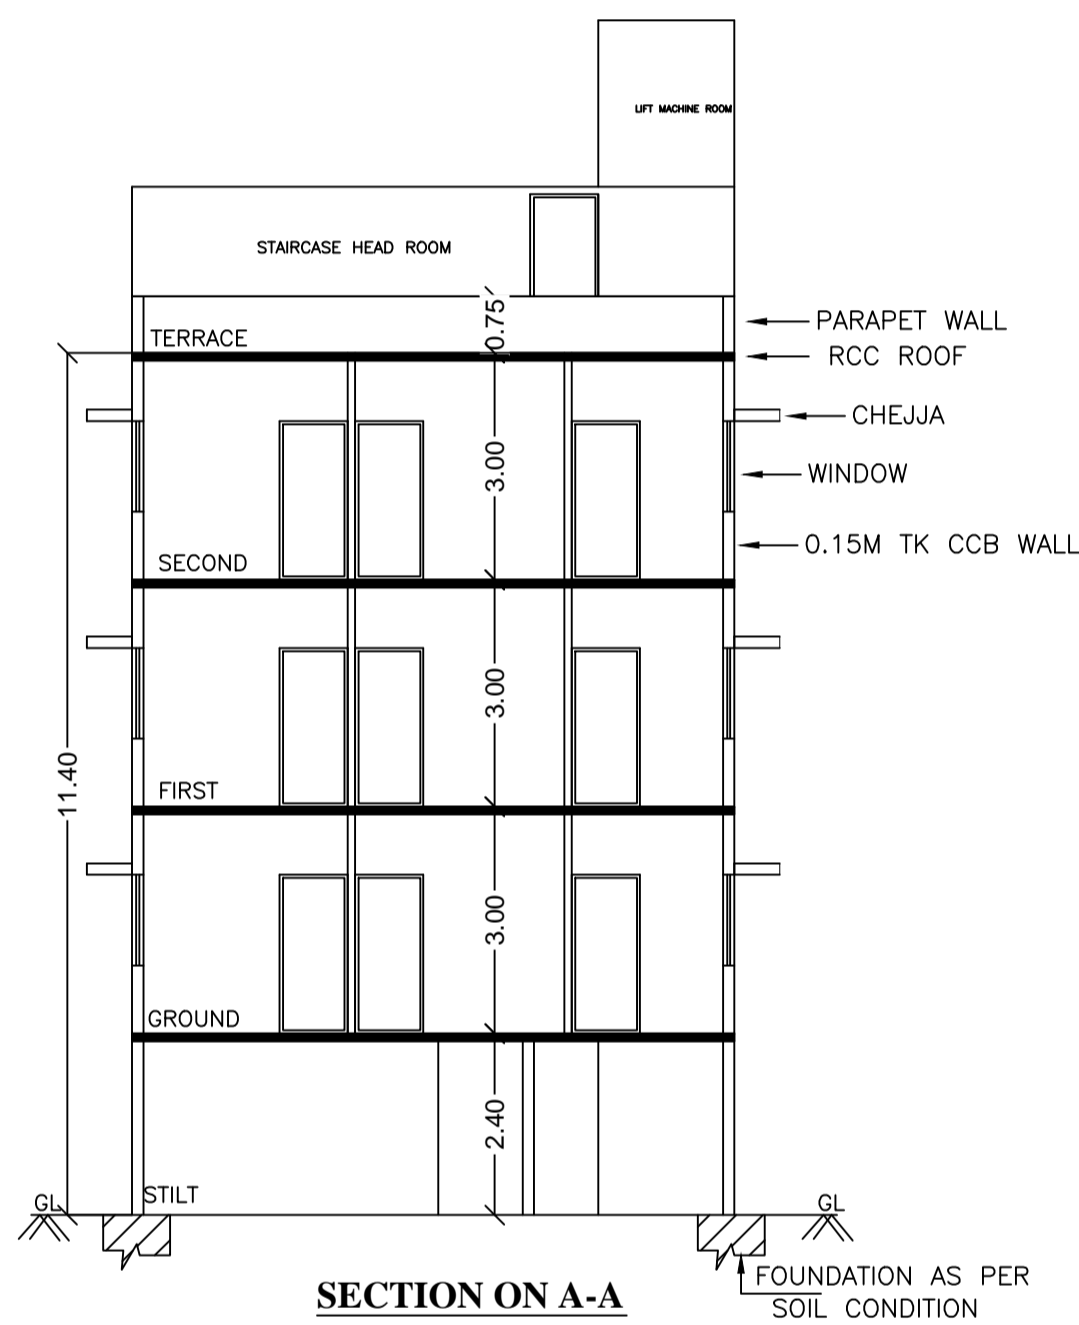 LIFT MACHINE ROOM
STAIRCASE HEAD ROOM
0.75
PARAPET WALL
TERRACE
RCC ROOF
CHEJJA
3.00
WINDOW
0.15M TK CCB WALL
SECOND
3.00
11.40
FIRST
3.00
GROUND
2.40
STILT
GL
GL
FOUNDATION AS PER
SOIL CONDITION
SECTION ON A-A